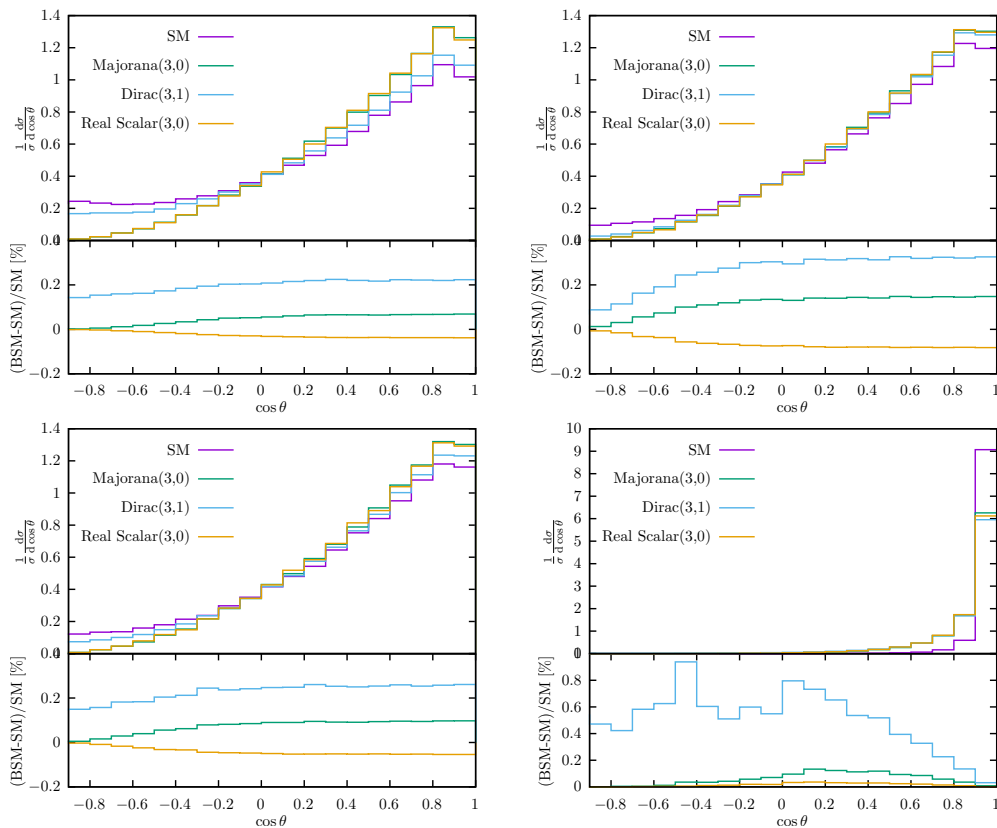 1.4
1.2
1
0.8
0.6
0.4
0.2
0
1/σ dσ/d cos θ
SM
Majorana(3,0)
Dirac(3,1)
Real Scalar(3,0)
0.4
0.2
0
−0.2
(BSM-SM)/SM [%]
−0.8 −0.6 −0.4 −0.2 0 0.2 0.4 0.6 0.8 1
cos θ
1.4
1.2
1
0.8
0.6
0.4
0.2
0
1/σ dσ/d cos θ
SM
Majorana(3,0)
Dirac(3,1)
Real Scalar(3,0)
0.2
0
−0.2
(BSM-SM)/SM [%]
−0.8 −0.6 −0.4 −0.2 0 0.2 0.4 0.6 0.8 1
cos θ
1.4
1.2
1
0.8
0.6
0.4
0.2
0
1/σ dσ/d cos θ
SM
Majorana(3,0)
Dirac(3,1)
Real Scalar(3,0)
0.2
0
−0.2
(BSM-SM)/SM [%]
−0.8 −0.6 −0.4 −0.2 0 0.2 0.4 0.6 0.8 1
cos θ
10
9
8
7
6
5
4
3
2
1
0
1/σ dσ/d cos θ
SM
Majorana(3,0)
Dirac(3,1)
Real Scalar(3,0)
0.8
0.6
0.4
0.2
0
(BSM-SM)/SM [%]
−0.8 −0.6 −0.4 −0.2 0 0.2 0.4 0.6 0.8 1
cos θ